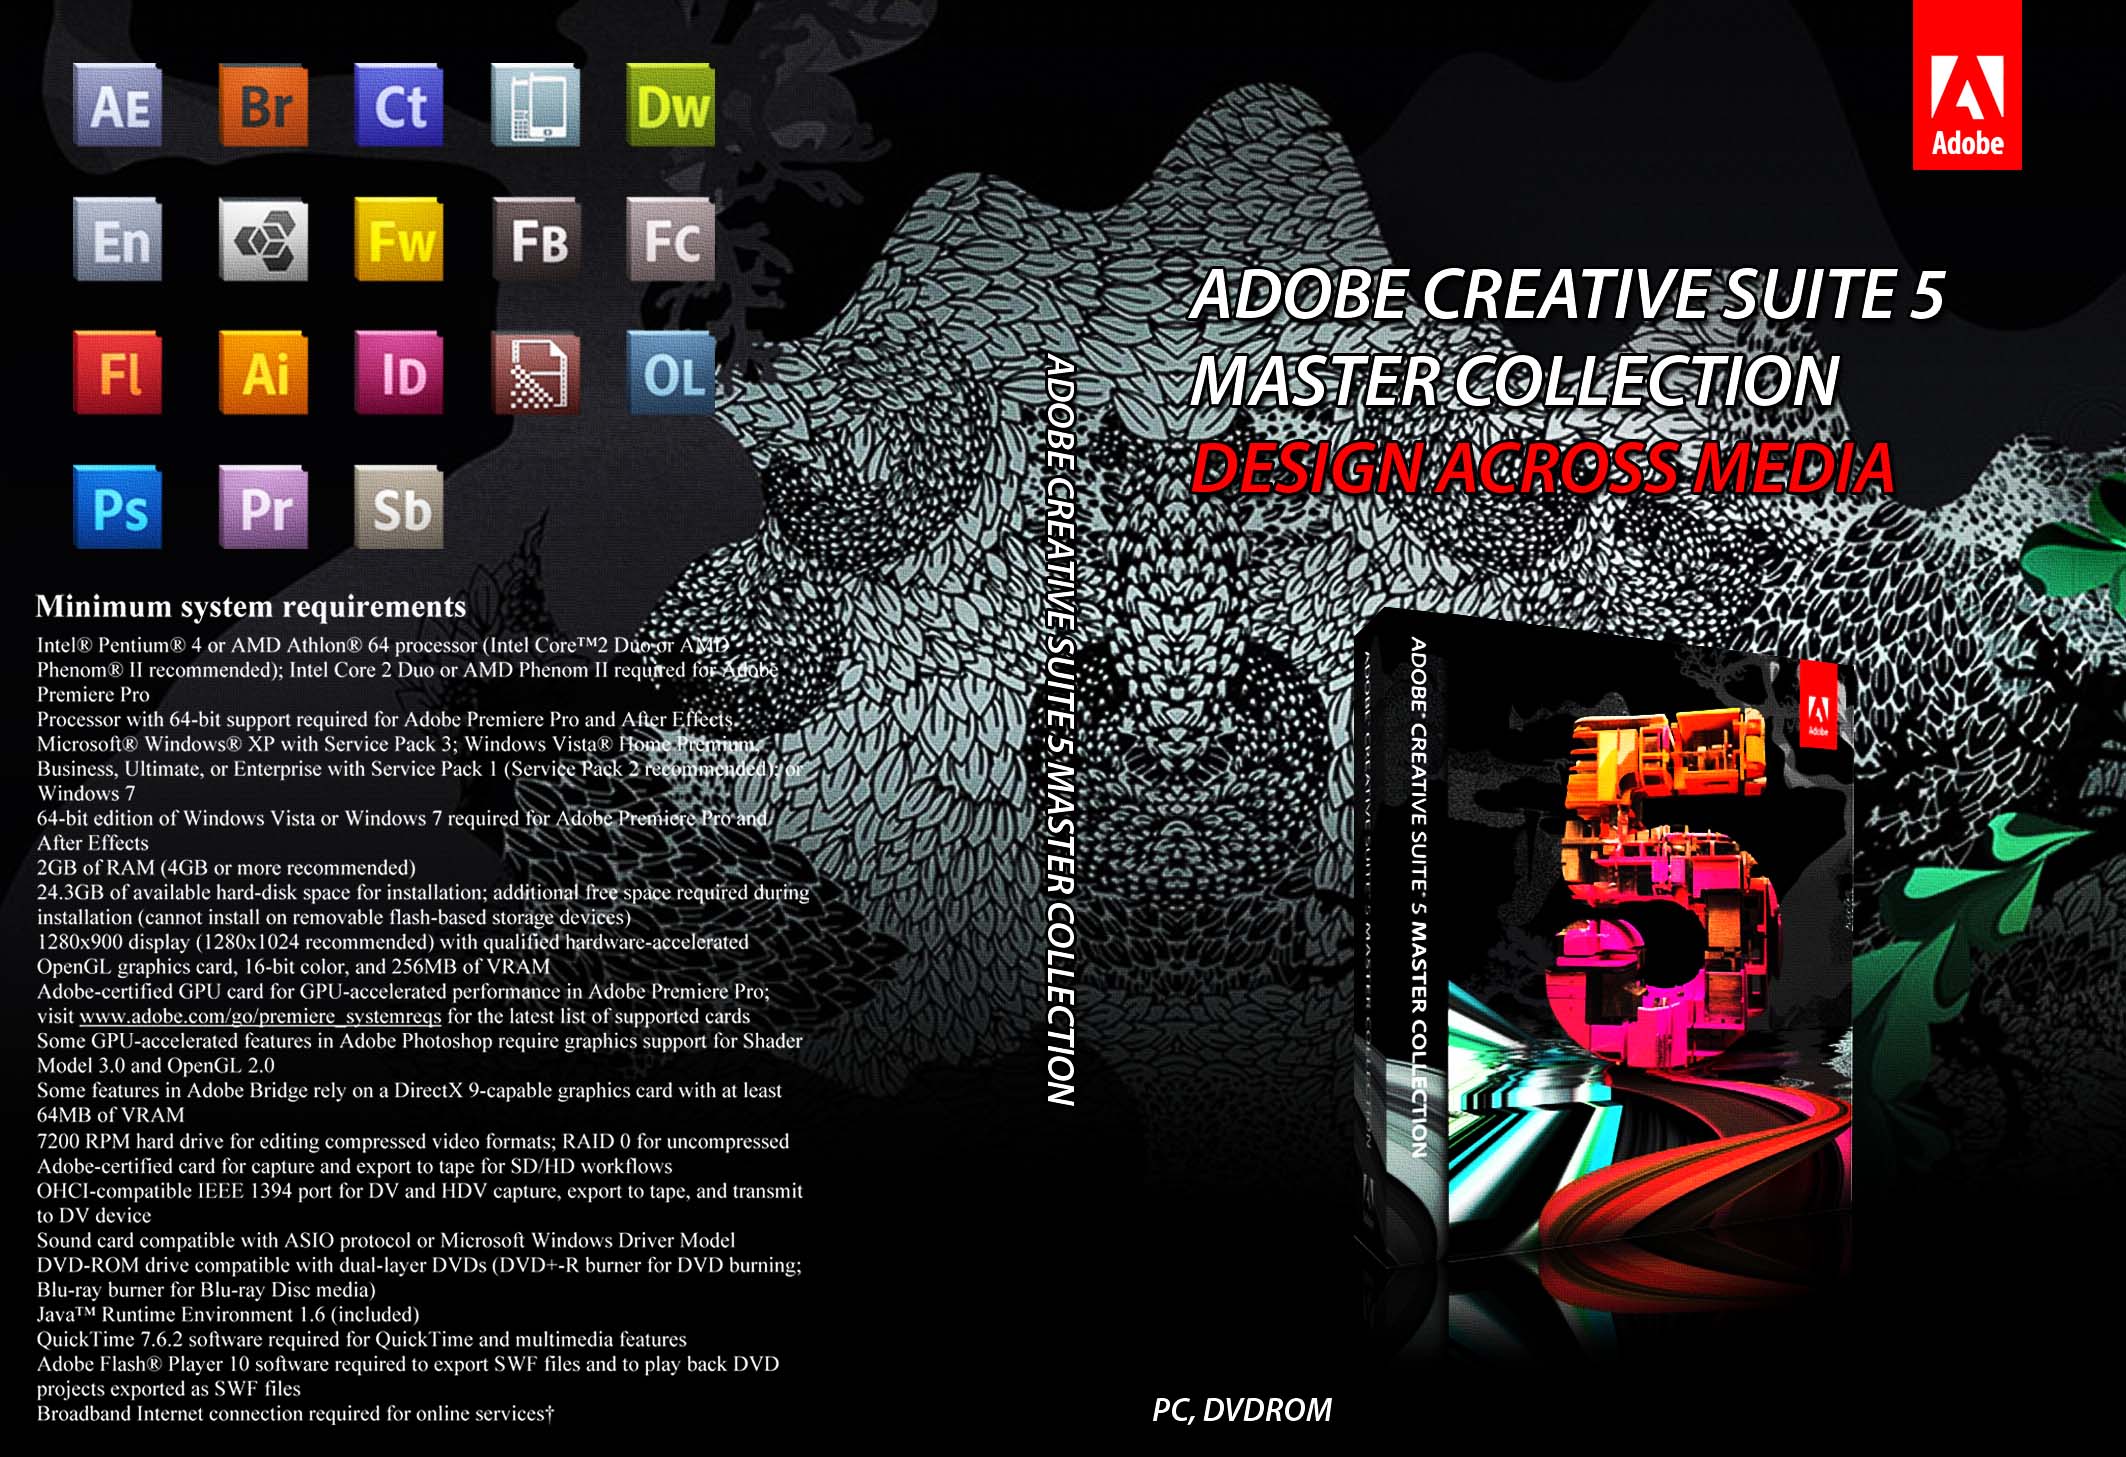 AE Br Ct Dw
En Fw FB FC
Fl Ai ID OL
Ps Pr Sb
Minimum system requirements
Intel® Pentium® 4 or AMD Athlon® 64 processor (Intel Core™2 Duo or AMD
Phenom® II recommended); Intel Core 2 Duo or AMD Phenom II required for Adobe
Premiere Pro
Processor with 64-bit support required for Adobe Premiere Pro and After Effects
Microsoft® Windows® XP with Service Pack 3; Windows Vista® Home Premium,
Business, Ultimate, or Enterprise with Service Pack 1 (Service Pack 2 recommended); or
Windows 7
64-bit edition of Windows Vista or Windows 7 required for Adobe Premiere Pro and
After Effects
2GB of RAM (4GB or more recommended)
24.3GB of available hard-disk space for installation; additional free space required during
installation (cannot install on removable flash-based storage devices)
1280x900 display (1280x1024 recommended) with qualified hardware-accelerated
OpenGL graphics card, 16-bit color, and 256MB of VRAM
Adobe-certified GPU card for GPU-accelerated performance in Adobe Premiere Pro;
visit www.adobe.com/go/premiere_systemreqs for the latest list of supported cards
Some GPU-accelerated features in Adobe Photoshop require graphics support for Shader
Model 3.0 and OpenGL 2.0
Some features in Adobe Bridge rely on a DirectX 9-capable graphics card with at least
64MB of VRAM
7200 RPM hard drive for editing compressed video formats; RAID 0 for uncompressed
Adobe-certified card for capture and export to tape for SD/HD workflows
OHCI-compatible IEEE 1394 port for DV and HDV capture, export to tape, and transmit
to DV device
Sound card compatible with ASIO protocol or Microsoft Windows Driver Model
DVD-ROM drive compatible with dual-layer DVDs (DVD+-R burner for DVD burning;
Blu-ray burner for Blu-ray Disc media)
Java™ Runtime Environment 1.6 (included)
QuickTime 7.6.2 software required for QuickTime and multimedia features
Adobe Flash® Player 10 software required to export SWF files and to play back DVD
projects exported as SWF files
Broadband Internet connection required for online services†
ADOBE CREATIVE SUITE 5 MASTER COLLECTION
Adobe
ADOBE CREATIVE SUITE 5
MASTER COLLECTION
DESIGN ACROSS MEDIA
ADOBE CREATIVE SUITE 5 MASTER COLLECTION
ADOBE CREATIVE SUITE 5 MASTER COLLECTION
Adobe
5
PC, DVDROM